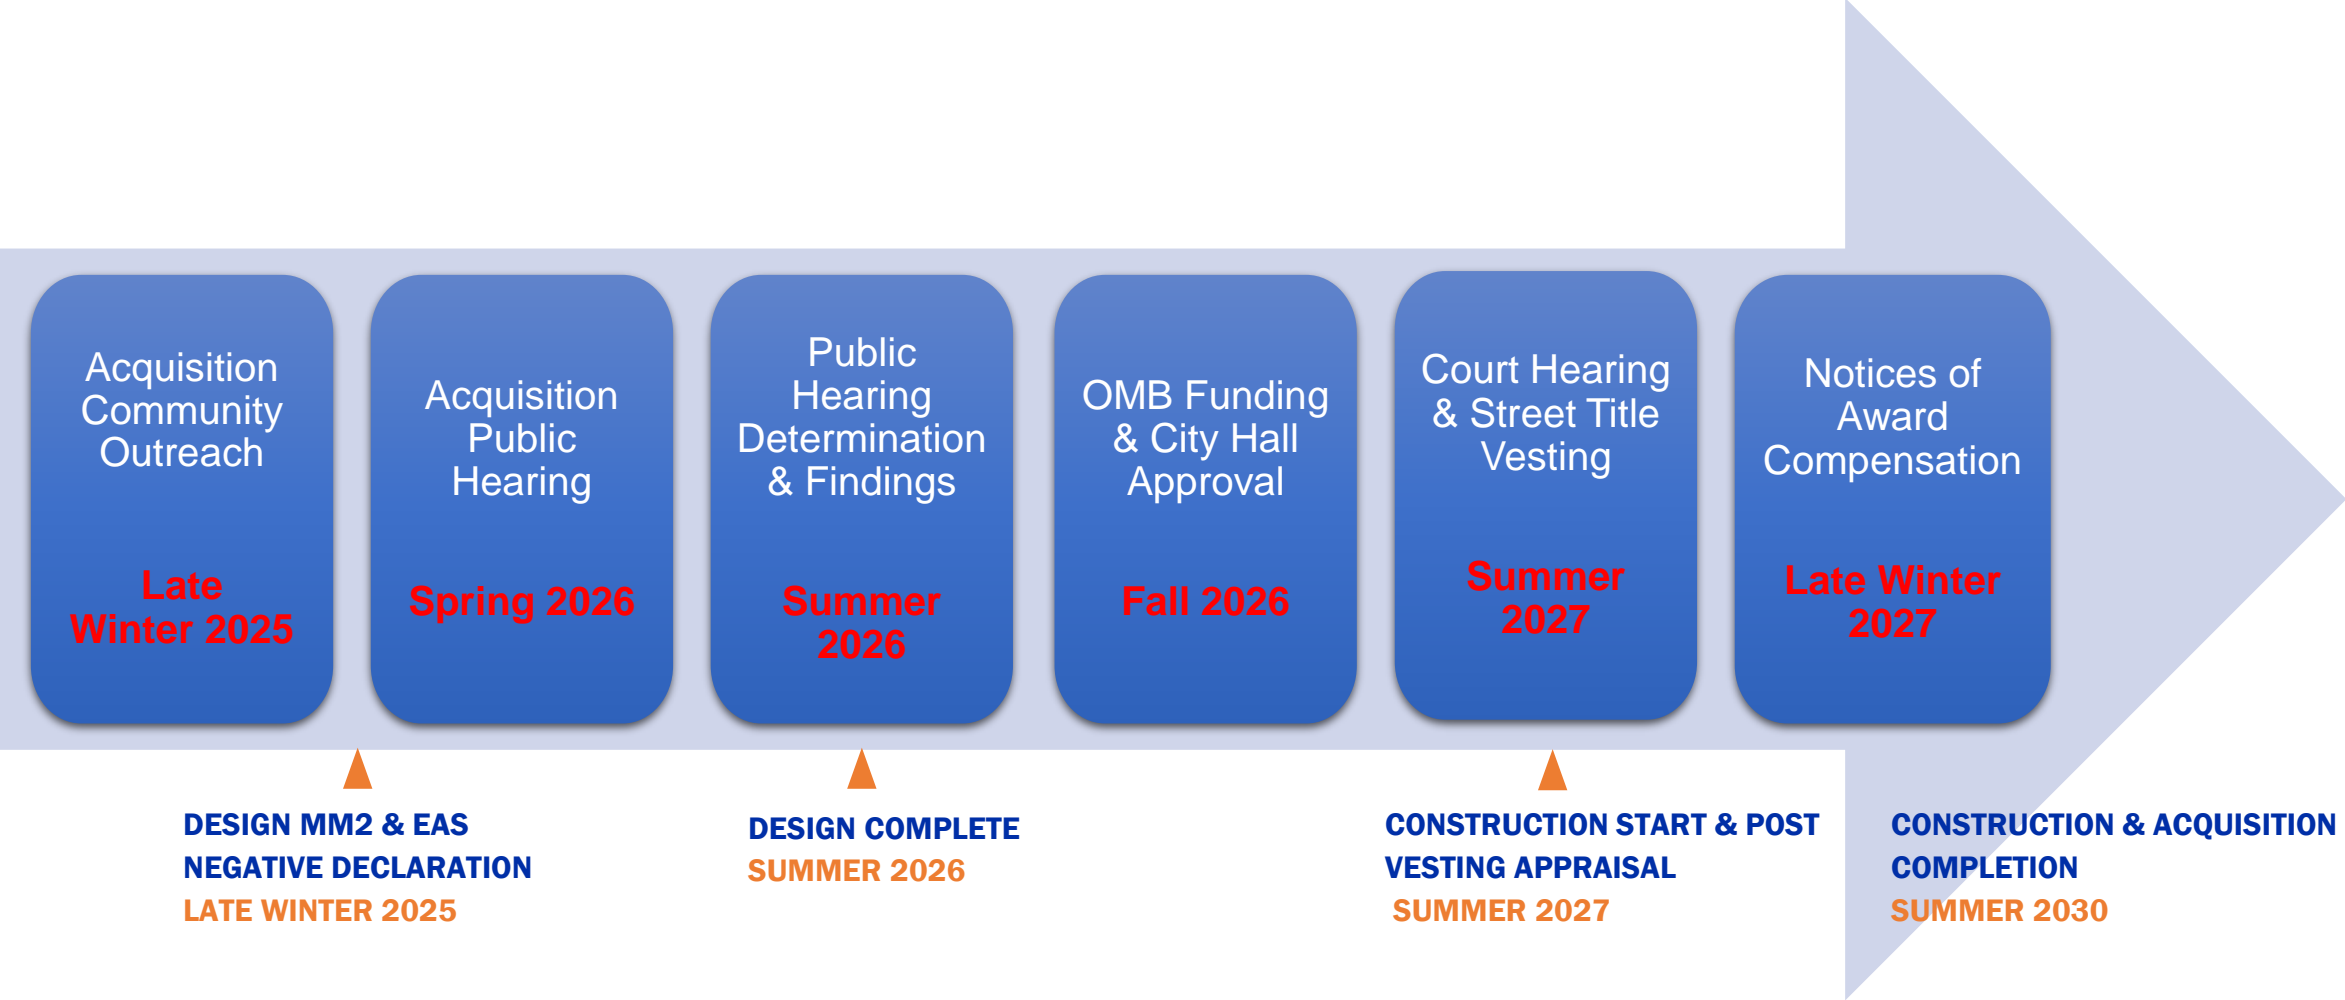 Acquisition
Community
Outreach
Late
Winter 2025
Acquisition
Public
Hearing
Spring 2026
Public
Hearing
Determination
& Findings
Summer
2026
OMB Funding
& City Hall
Approval
Fall 2026
Court Hearing
& Street Title
Vesting
Summer
2027
Notices of
Award
Compensation
Late Winter
2027
DESIGN MM2 & EAS
NEGATIVE DECLARATION
LATE WINTER 2025
DESIGN COMPLETE
SUMMER 2026
CONSTRUCTION START & POST
VESTING APPRAISAL
SUMMER 2027
CONSTRUCTION & ACQUISITION
COMPLETION
SUMMER 2030